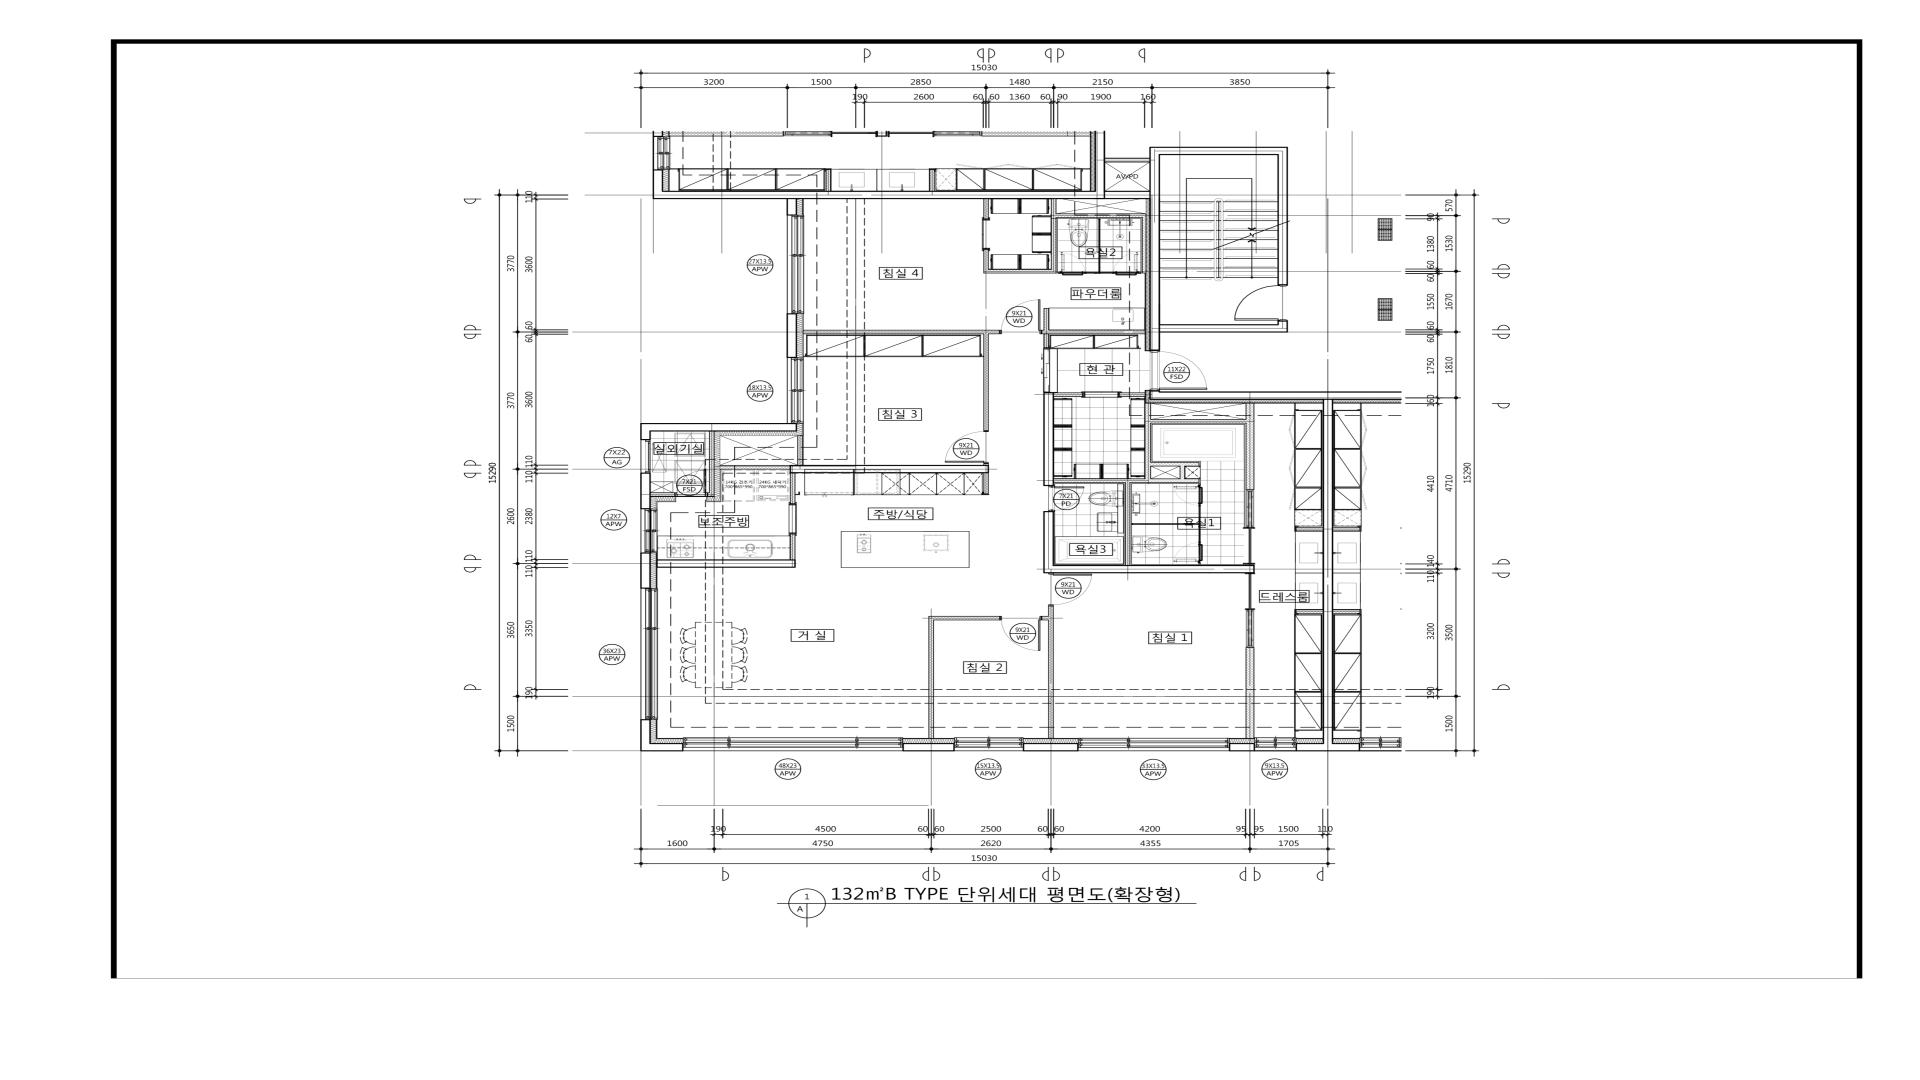 15030
3200 1500 2850 1480 2150 3850
190 2600 60 60 1360 60 90 1900 160
AV/PD
110
570
90
27X13.5
APW
3770
3600
침실 4
욕실2
파우더룸
1380
1530
60
60
9X21
WD
1550
1670
60
60
60
60
18X13.5
APW
현 관
11X22
FSD
1750
1810
3770
3600
침실 3
160
7X22
AG
실외기실
9X21
WD
15290
110
110
7X21
FSD
4410
4710
15290
12X7
APW
보조주방
주방/식당
7X21
PD
욕실1
욕실3
2600
2380
110
110
140
110
9X21
WD
드레스룸
3650
3350
36X23
APW
거 실
9X21
WD
침실 1
침실 2
3200
3500
190
190
1500
1500
48X23
APW
15X13.5
APW
33X13.5
APW
9X13.5
APW
190 4500 60 60 2500 60 60 4200 95 95 1500 110
1600 4750 2620 4355 1705
15030
1
A
132㎡B TYPE 단위세대 평면도(확장형)